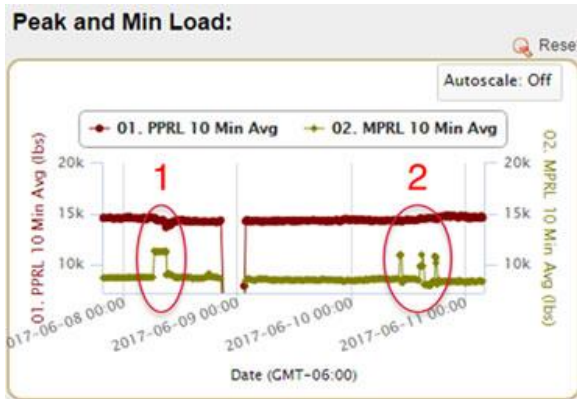 Peak and Min Load:
Rese
Autoscale: Off
01. PPRL 10 Min Avg 02. MPRL 10 Min Avg
01. PPRL 10 Min Avg (lbs)
20k
15k
10k
1
2
20k
15k
10k
02. MPRL 10 Min Avg (lbs)
017-06-08 00:00
2017-06-09 00:00
2017-06-10 00:00
2017-06-11 00:00
Date (GMT-06:00)